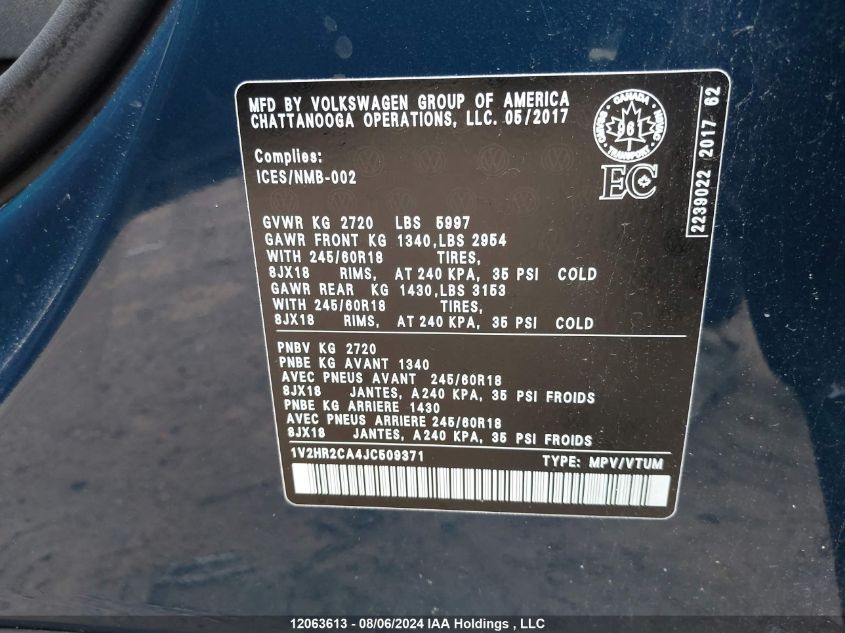 MFD BY VOLKSWAGEN GROUP OF AMERICA
CHATTANOOGA OPERATIONS, LLC. 05/2017
CANADA
TRANSPORT
96
EC
2239022 2017 62
Complies:
ICES/NMB-002
GVWR KG 2720 LBS 5997
GAWR FRONT KG 1340,LBS 2954
WITH 245/60R18 TIRES,
8JX18 RIMS, AT 240 KPA, 35 PSI COLD
GAWR REAR KG 1430,LBS 3153
WITH 245/60R18 TIRES,
8JX18 RIMS, AT 240 KPA, 35 PSI COLD
PNBV KG 2720
PNBE KG AVANT 1340
AVEC PNEUS AVANT 245/60R18
8JX18 JANTES, A 240 KPA, 35 PSI FROIDS
PNBE KG ARRIERE 1430
AVEC PNEUS ARRIERE 245/60R18
8JX18 JANTES, A 240 KPA, 35 PSI FROIDS
1V2HR2CA4JC509371 TYPE: MPV/VTUM
12063613 - 08/06/2024 IAA Holdings , LLC